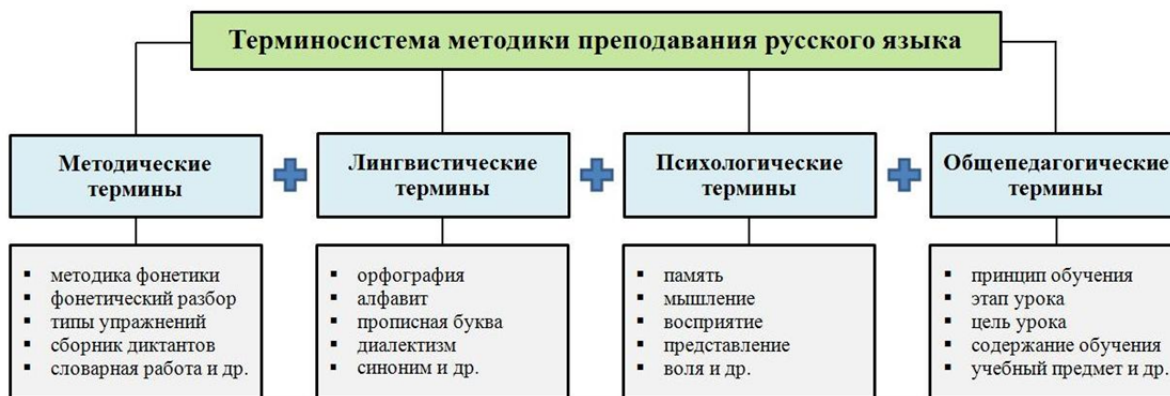 Терминосистема методики преподавания русского языка
Методические
термины
Лингвистические
термины
Психологические
термины
Общепедагогические
термины
методика фонетики
фонетический разбор
типы упражнений
сборник диктантов
словарная работа и др.
орфография
алфавит
прописная буква
диалектизм
синоним и др.
память
мышление
восприятие
представление
воля и др.
принцип обучения
этап урока
цель урока
содержание обучения
учебный предмет и др.